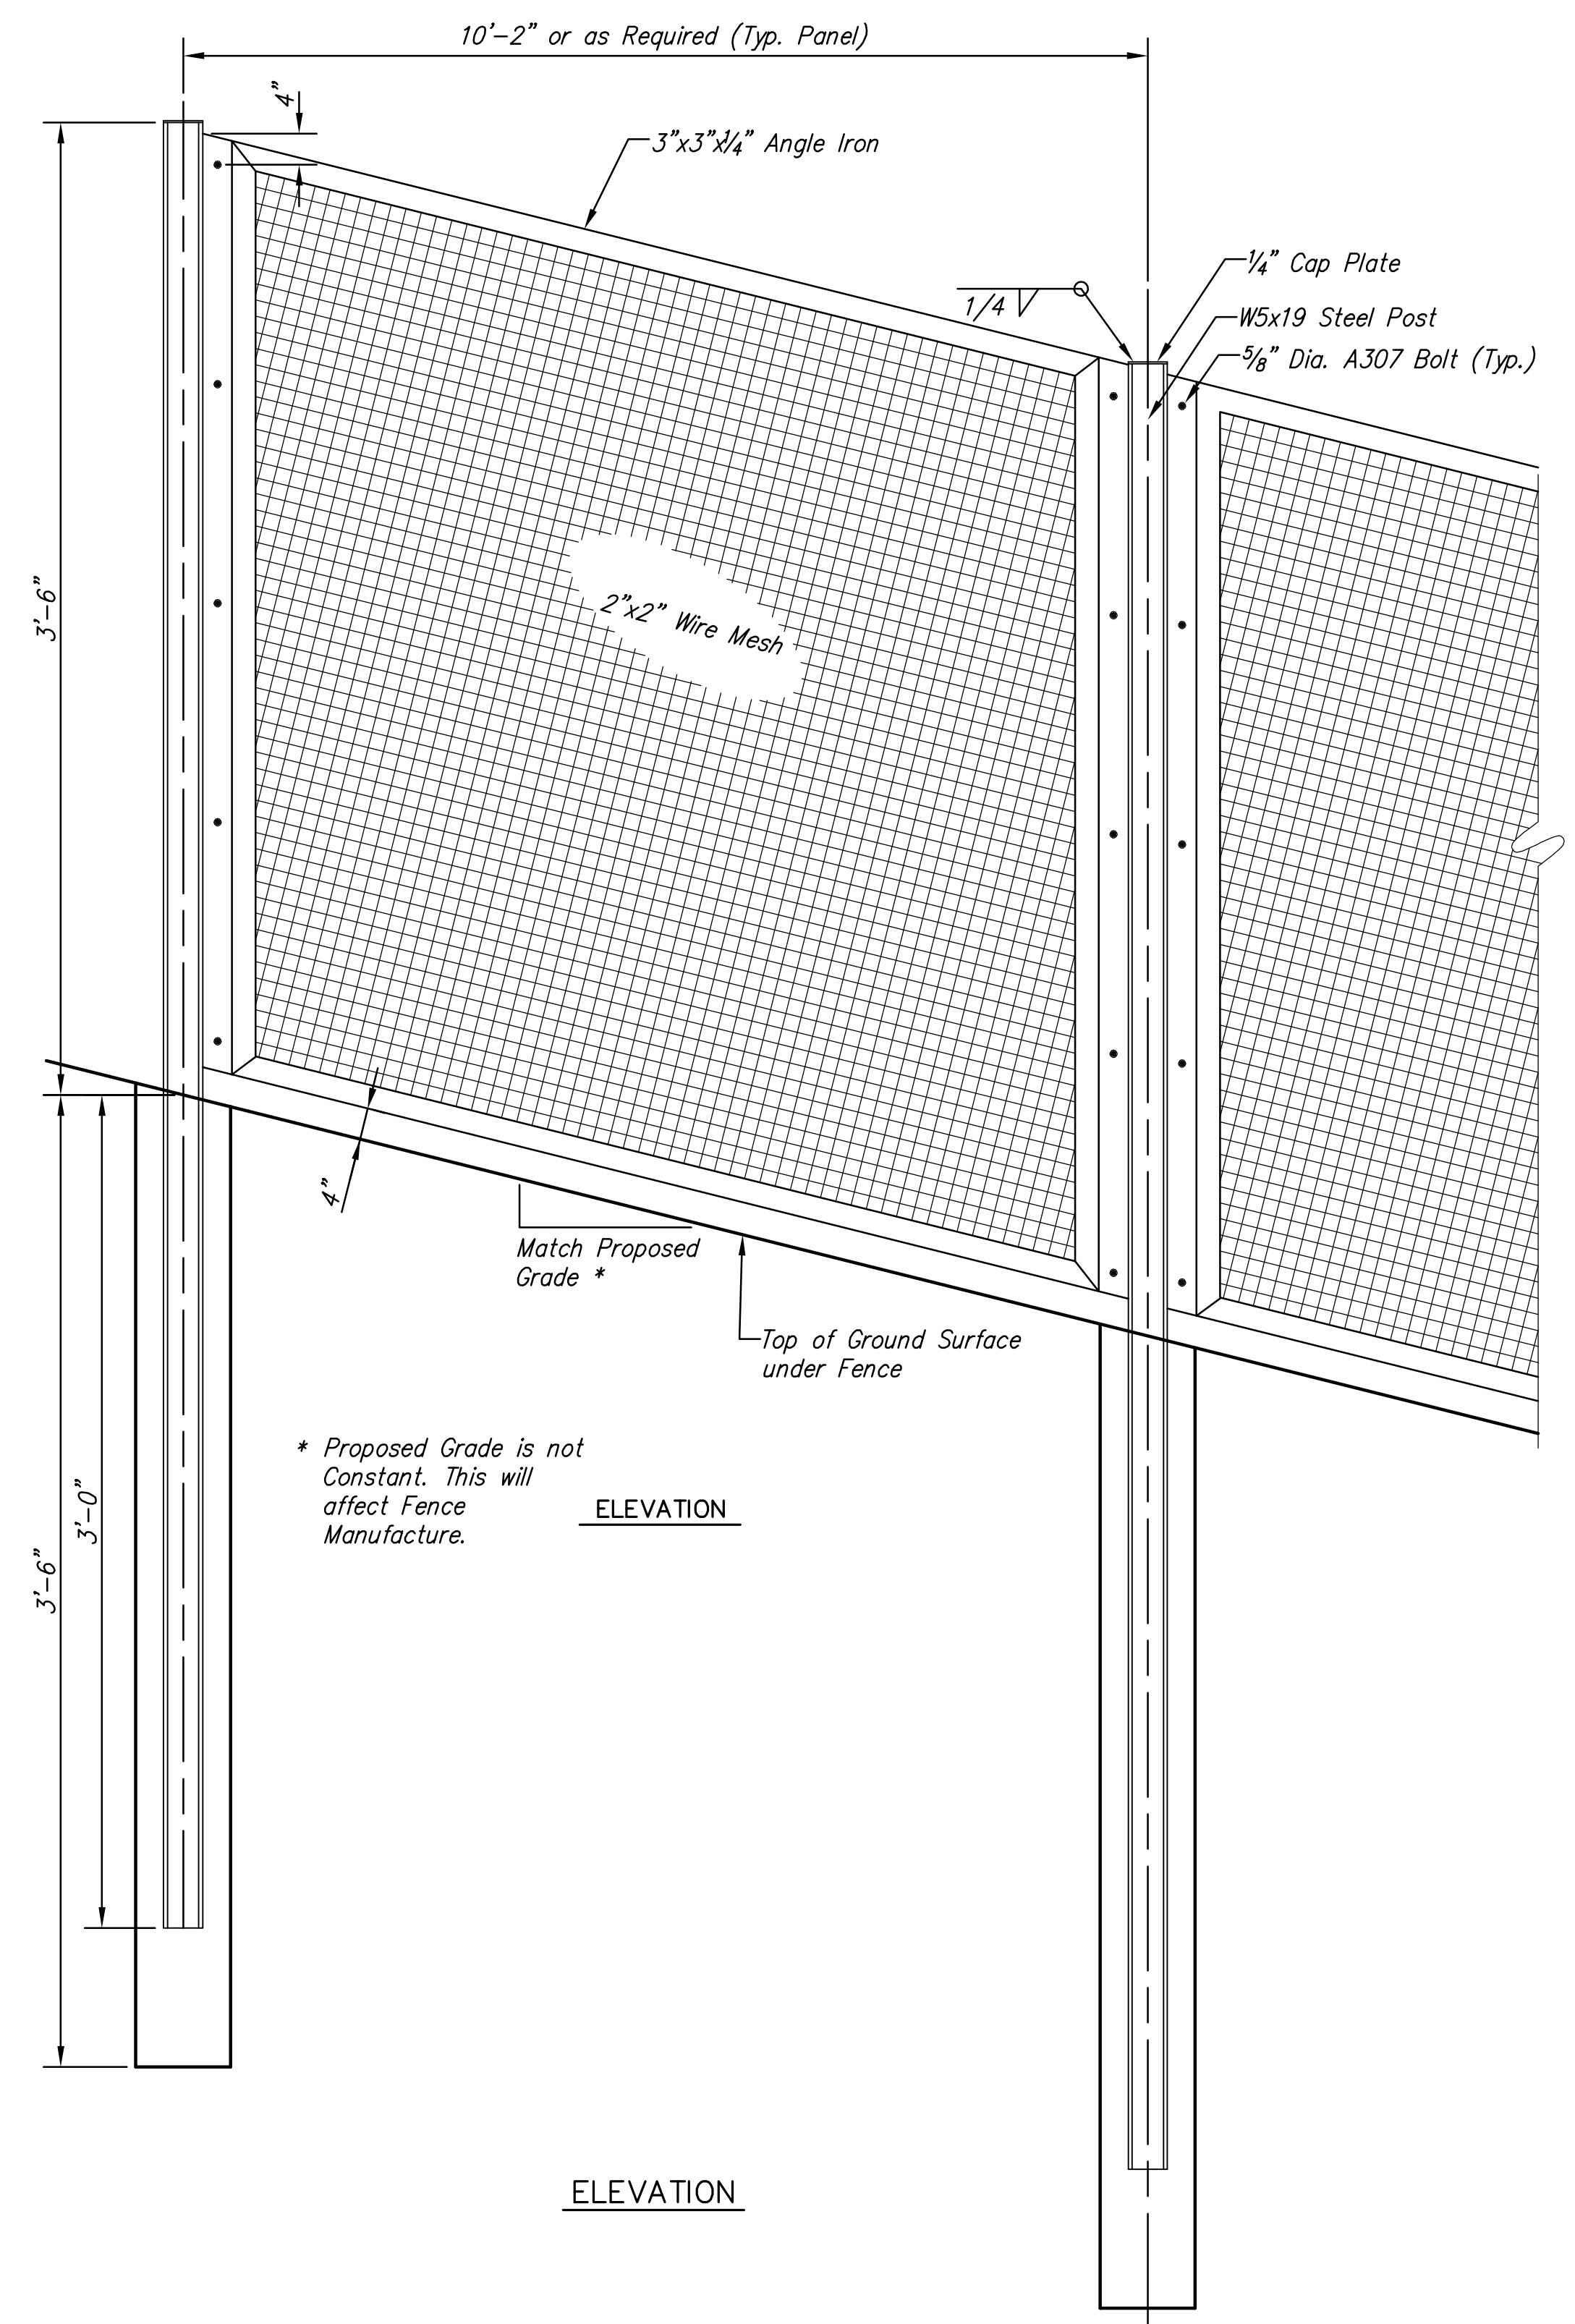 10'-2" or as Required (Typ. Panel)
4"
3"x3"x1/4" Angle Iron
1/4" Cap Plate
1/4
W5x19 Steel Post
5/8" Dia. A307 Bolt (Typ.)
3'-6"
2"x2" Wire Mesh
4"
Match Proposed
Grade *
Top of Ground Surface
under Fence
* Proposed Grade is not
Constant. This will
affect Fence
Manufacture.
ELEVATION
3'-0"
3'-6"
ELEVATION